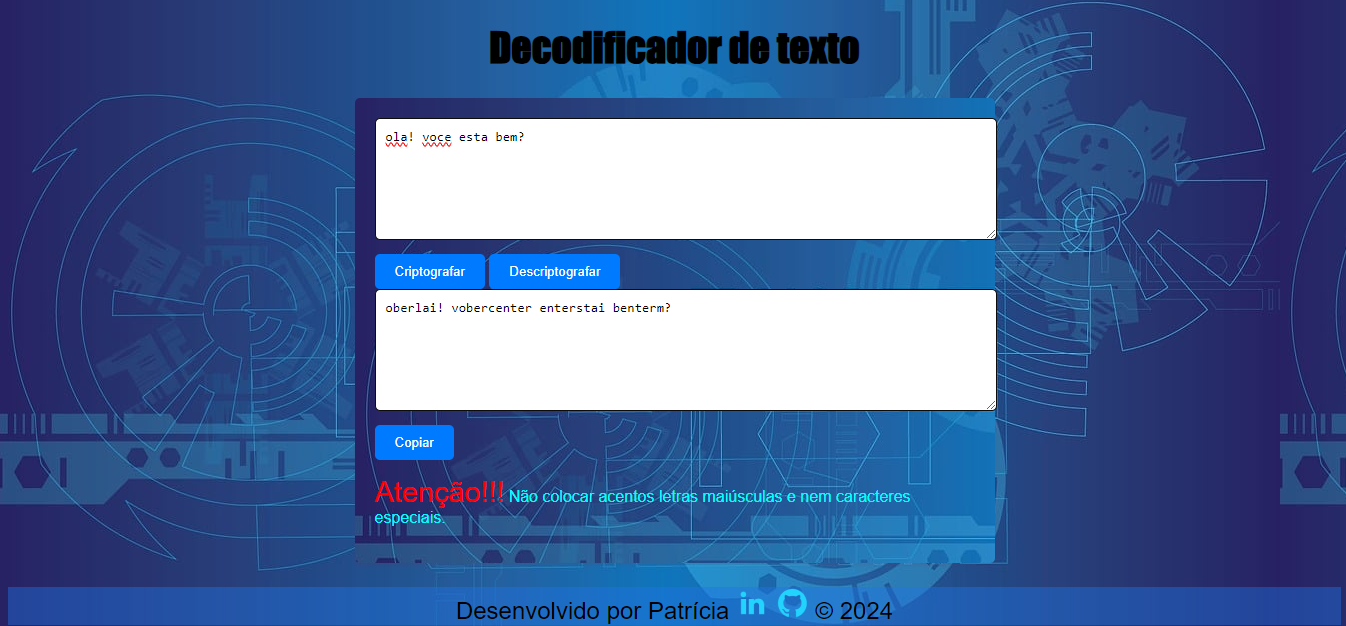 Decodificador de texto
ola! voce esta bem?
Criptografar Descriptografar
oberlai! vobercenter enterstai benterm?
Copiar
Atenção!!! Não colocar acentos letras maiúsculas e nem caracteres
especiais.
Desenvolvido por Patrícia in © 2024